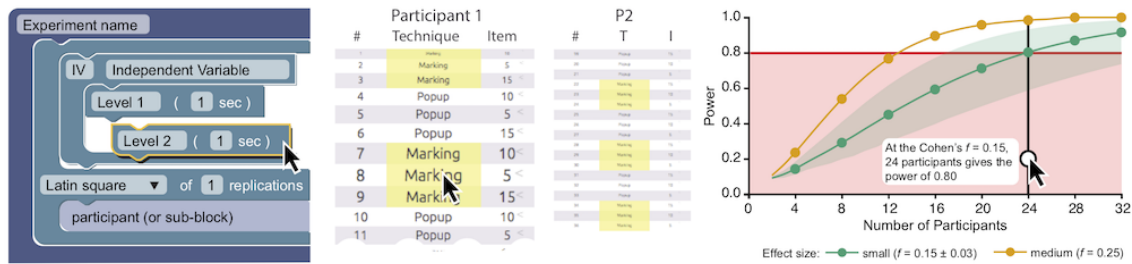 Experiment name
IV Independent Variable
Level 1 ( 1 sec )
Level 2 ( 1 sec )
Latin square ▼ of 1 replications
participant (or sub-block)
Participant 1
# Technique Item
Marking
2 Marking 5 <
3 Marking 15 <
4 Popup 10 <
5 Popup 5 <
6 Popup 15 <
7 Marking 10 <
8 Marking 5 <
9 Marking 15 <
10 Popup 10 <
11 Popup 5 <
P2
# T I
Power
1.0
0.8
0.6
0.4
0.2
0.0
At the Cohen's f = 0.15,
24 participants gives the
power of 0.80
0 4 8 12 16 20 24 28 32
Number of Participants
Effect size: small (f = 0.15 ± 0.03) medium (f = 0.25)